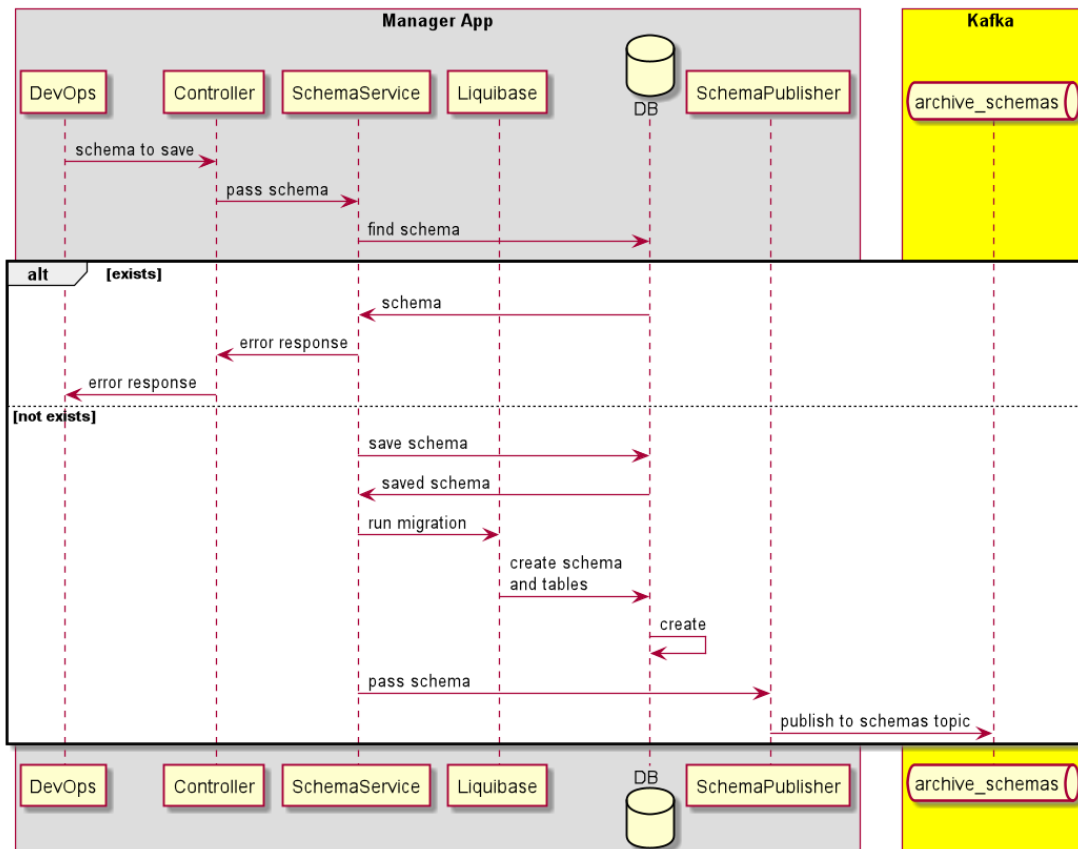 Manager App
Kafka
DevOps
Controller
SchemaService
Liquibase
DB
SchemaPublisher
archive_schemas
schema to save
pass schema
find schema
alt
[exists]
schema
error response
error response
[not exists]
save schema
saved schema
run migration
create schema
and tables
create
pass schema
publish to schemas topic
DevOps
Controller
SchemaService
Liquibase
DB
SchemaPublisher
archive_schemas